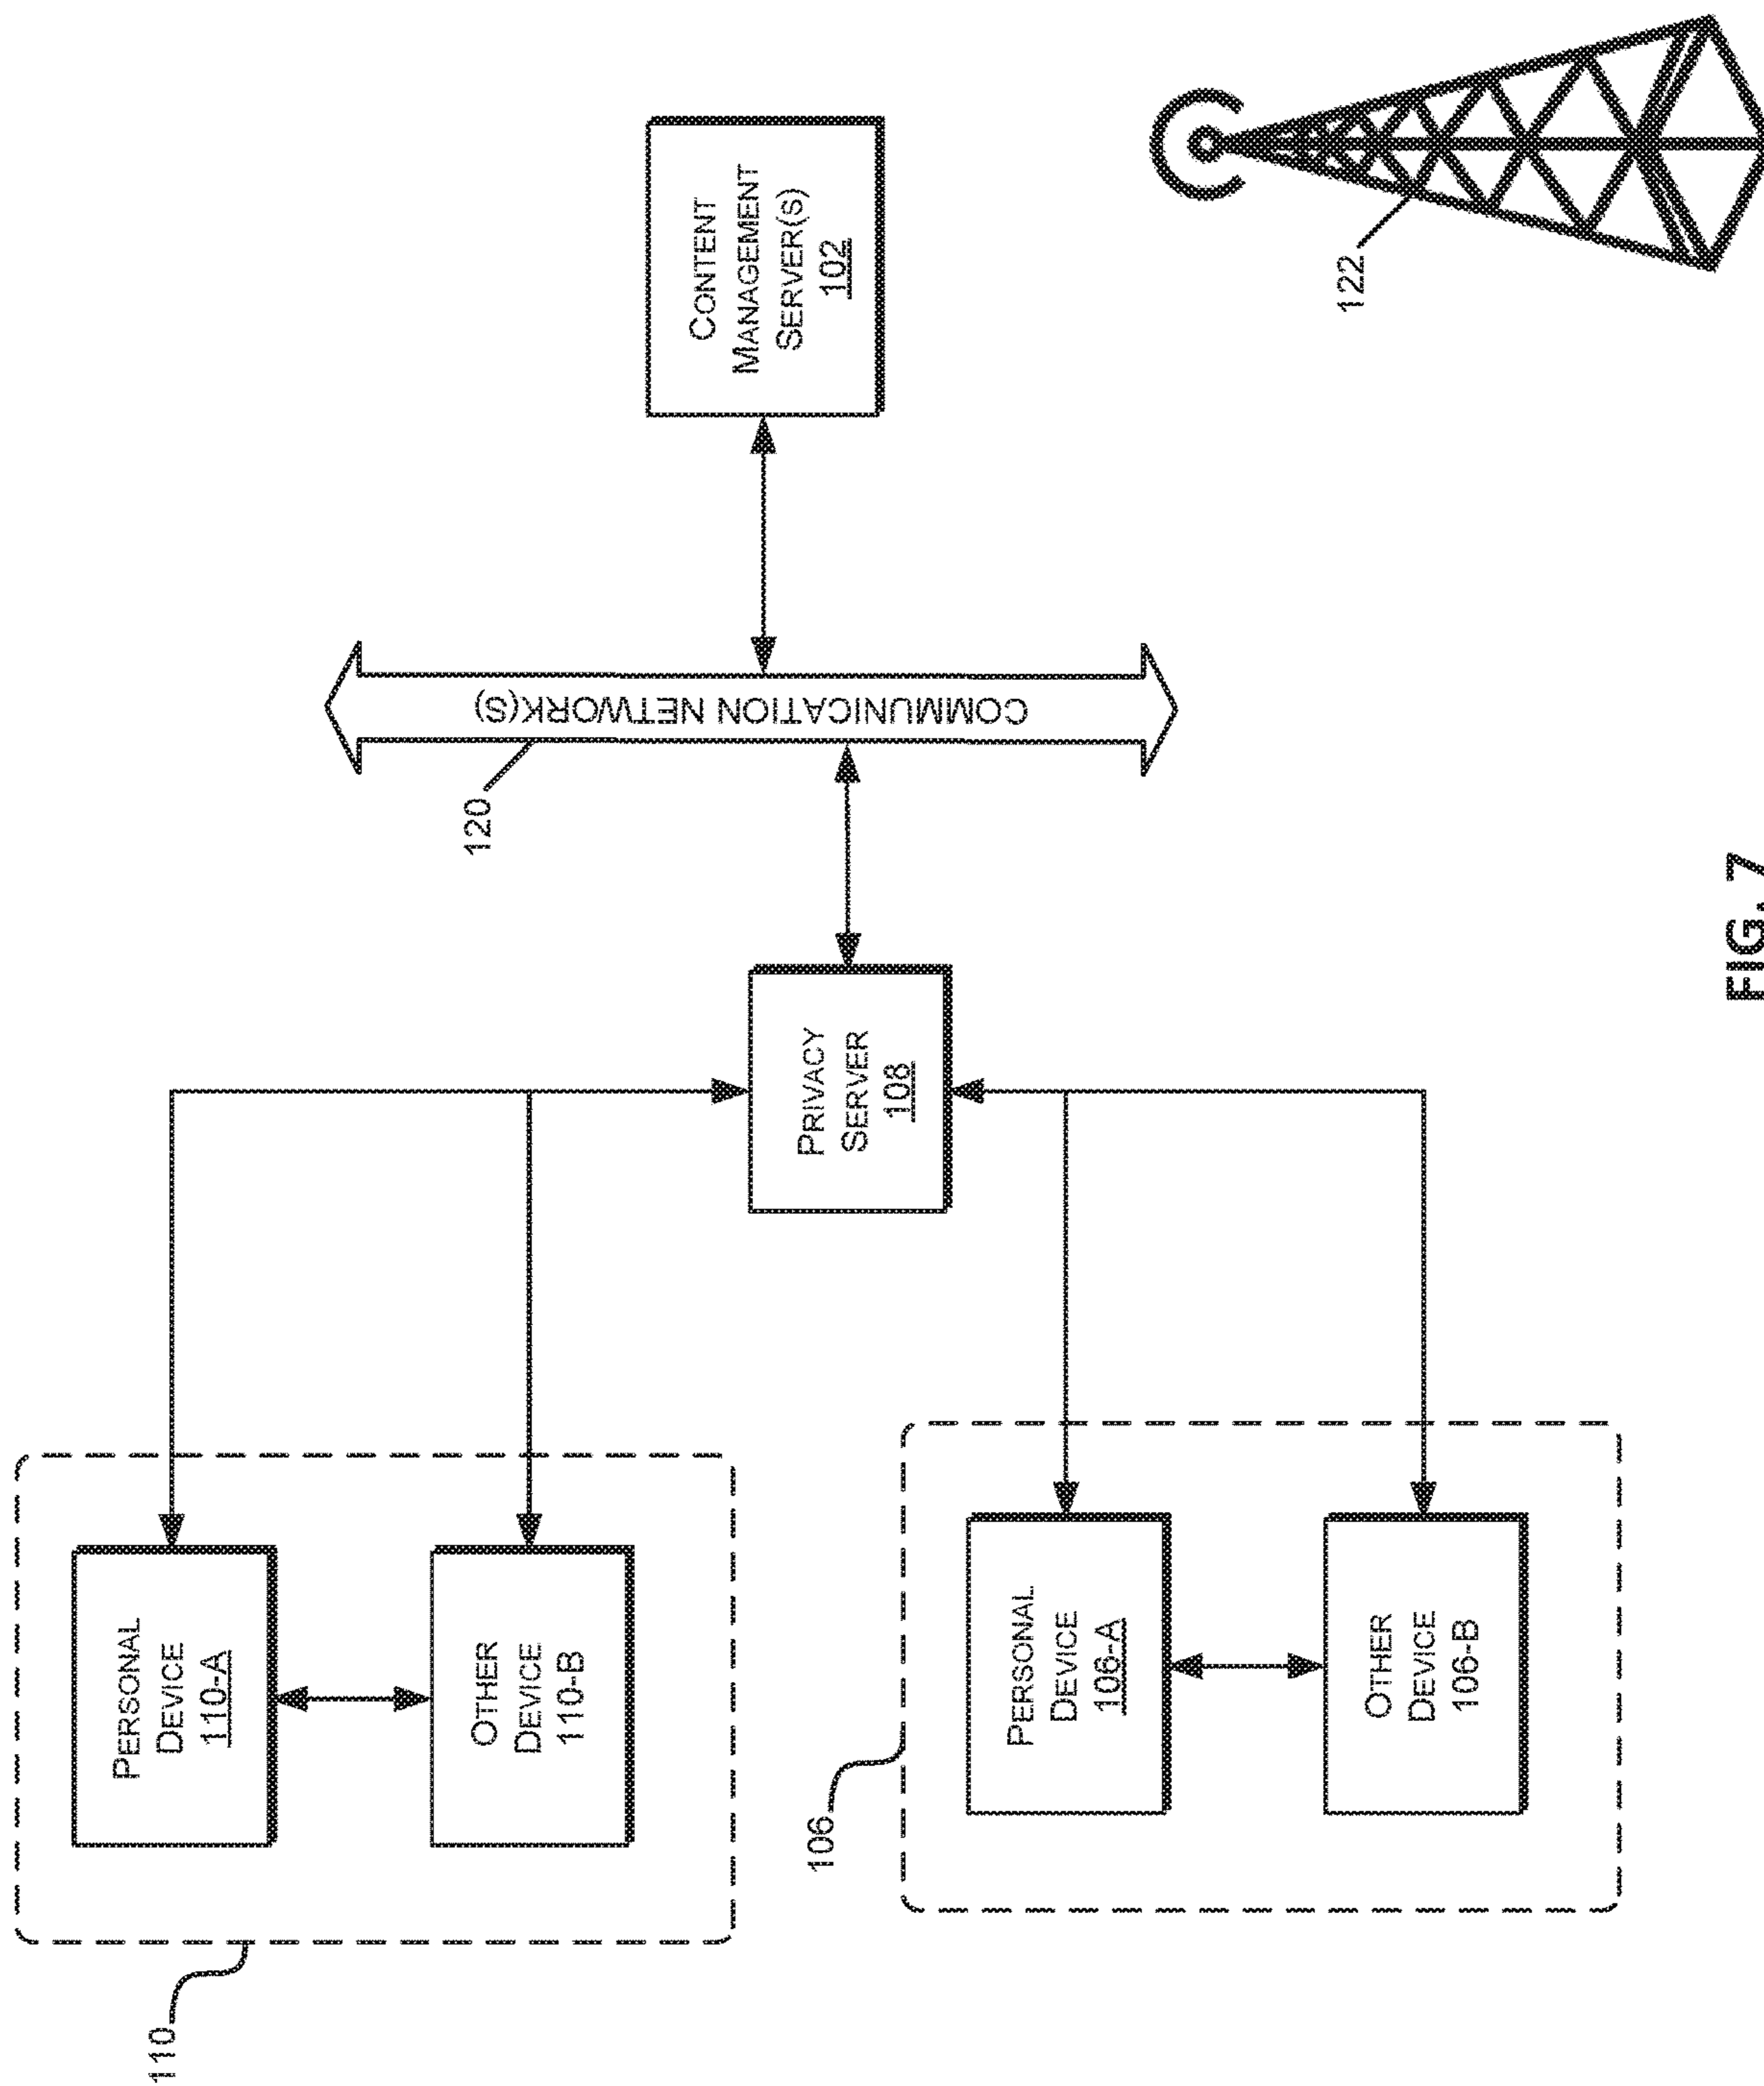 110
PERSONAL
DEVICE
110-A
OTHER
DEVICE
110-B
106
PERSONAL
DEVICE
106-A
OTHER
DEVICE
106-B
PRIVACY
SERVER
108
120
COMMUNICATION NETWORK(S)
CONTENT
MANAGEMENT
SERVER(S)
102
122
FIG. 7